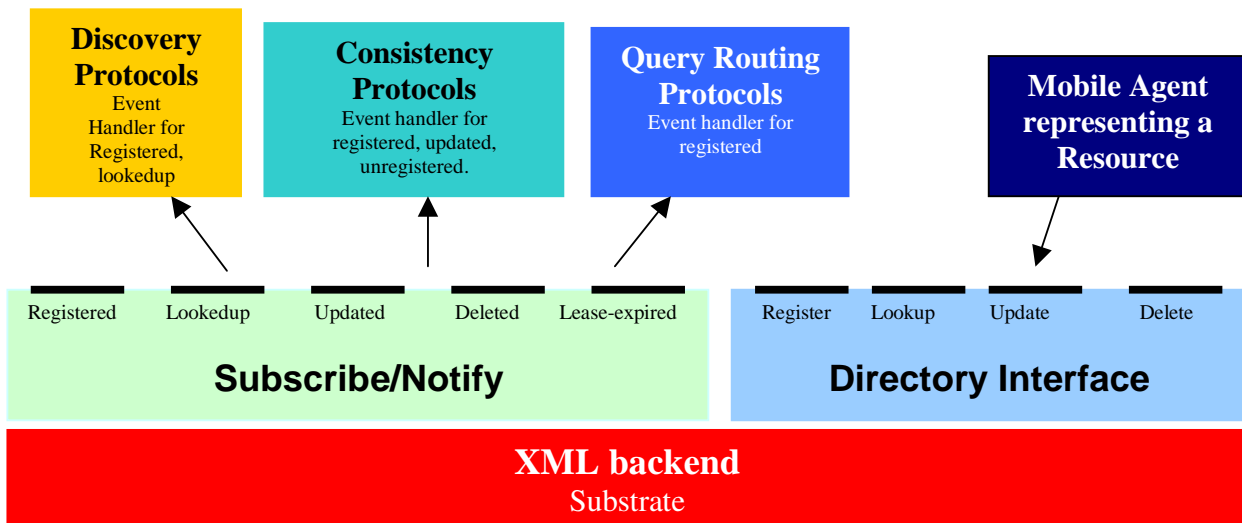 Discovery
Protocols
Event
Handler for
Registered,
lookedup
Consistency
Protocols
Event handler for
registered, updated,
unregistered.
Query Routing
Protocols
Event handler for
registered
Mobile Agent
representing a
Resource
Registered
Lookedup
Updated
Deleted
Lease-expired
Register
Lookup
Update
Delete
Subscribe/Notify
Directory Interface
XML backend
Substrate